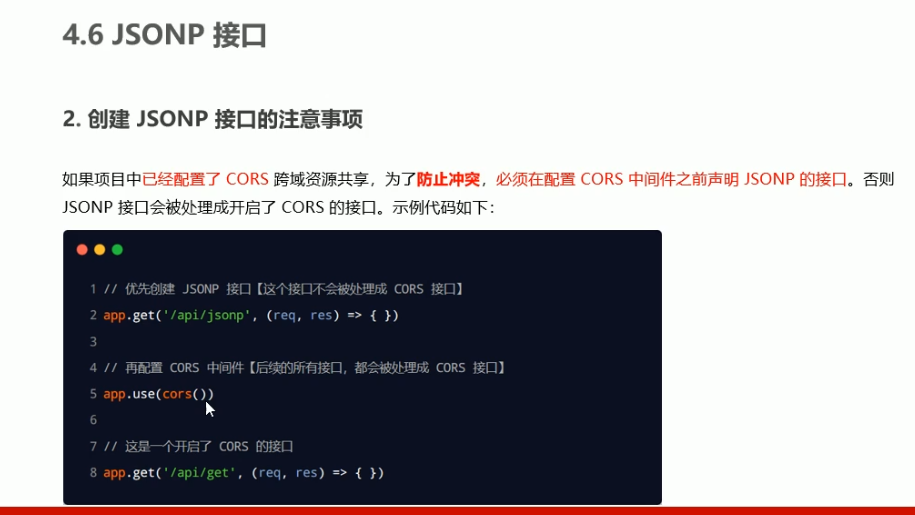 4.6 JSONP 接口
2. 创建 JSONP 接口的注意事项
如果项目中已经配置了 CORS 跨域资源共享，为了防止冲突，必须在配置 CORS 中间件之前声明 JSONP 的接口。否则
JSONP 接口会被处理成开启了 CORS 的接口。示例代码如下：
1 // 优先创建 JSONP 接口【这个接口不会被处理成 CORS 接口】
2 app.get('/api/jsonp', (req, res) => { })
3
4 // 再配置 CORS 中间件【后续的所有接口，都会被处理成 CORS 接口】
5 app.use(cors())
6
7 // 这是一个开启了 CORS 的接口
8 app.get('/api/get', (req, res) => { })